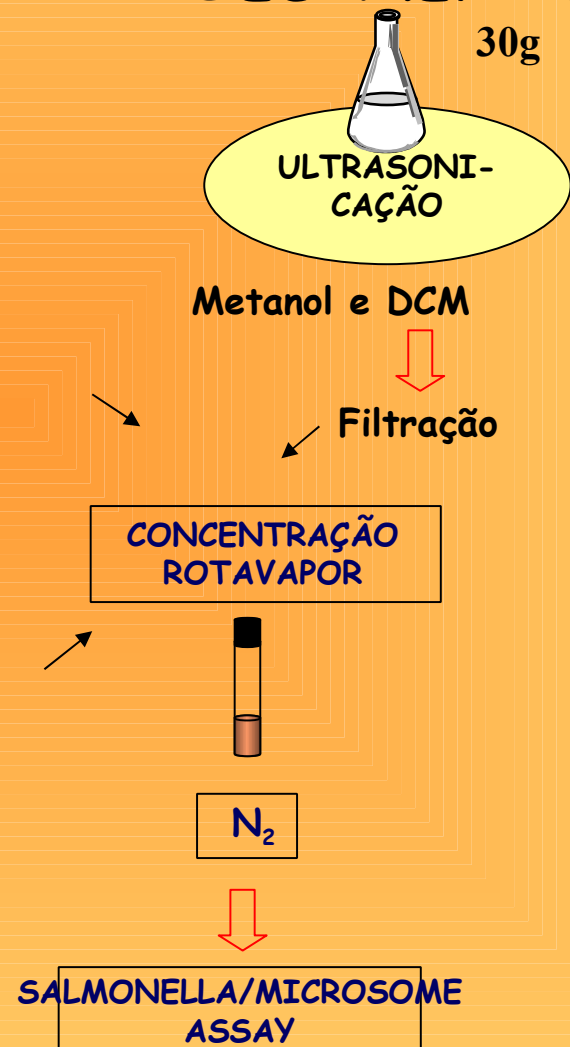 30g
ULTRASONI-
CAÇÃO
Metanol e DCM
Filtração
CONCENTRAÇÃO
ROTAVAPOR
N₂
SALMONELLA/MICROSOME
ASSAY